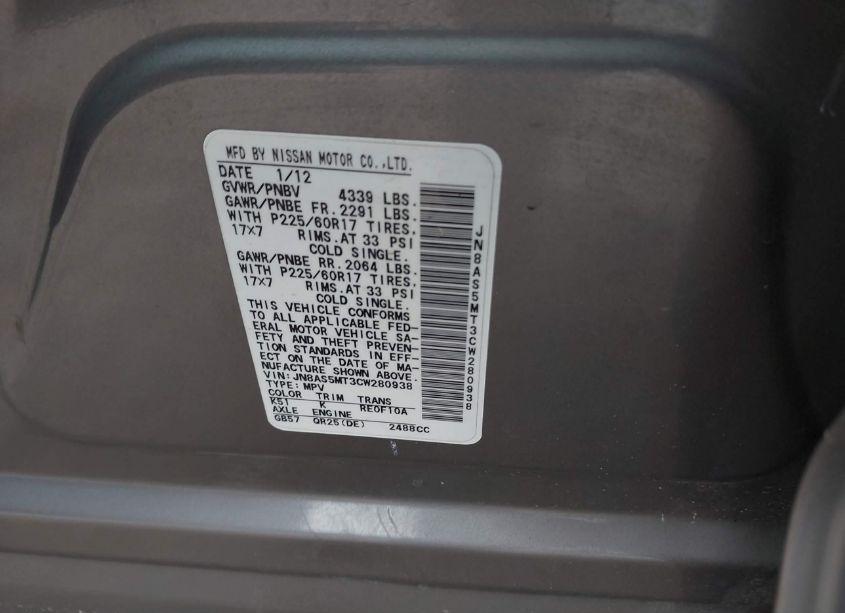 MFD BY NISSAN MOTOR CO.,LTD.
DATE 1/12
GVWR/PNBV 4339 LBS.
GAWR/PNBE FR. 2291 LBS.
WITH P225/60R17 TIRES,
17X7 RIMS.AT 33 PSI
COLD SINGLE.
GAWR/PNBE RR. 2064 LBS.
WITH P225/60R17 TIRES,
17X7 RIMS.AT 33 PSI
COLD SINGLE.
THIS VEHICLE CONFORMS
TO ALL APPLICABLE FED-
ERAL MOTOR VEHICLE SA-
FETY AND THEFT PREVEN-
TION STANDARDS IN EFF-
ECT ON THE DATE OF MA-
NUFACTURE SHOWN ABOVE.
VIN:JN8AS5MT3CW280938
TYPE:MPV
COLOR TRIM TRANS
K51 K RE0F10A
AXLE ENGINE
GB57 QR25(DE) 2488CC
JN8AS5MT3CW280938